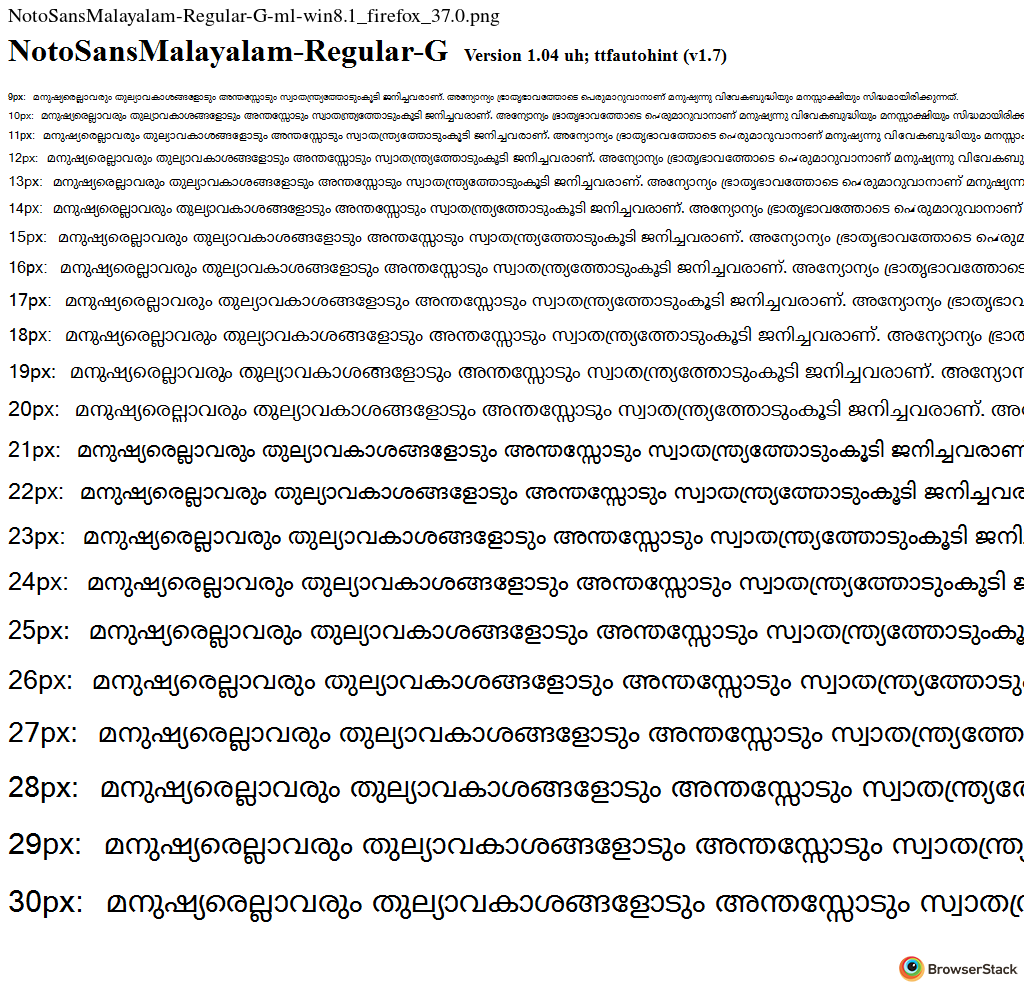 NotoSansMalayalam-Regular-G-ml-win8.1_firefox_37.0.png
NotoSansMalayalam-Regular-G Version 1.04 uh; ttfautohint (v1.7)
9px: മനുഷ്യരെല്ലാവരും തുല്യാവകാശങ്ങളോടും അന്തസ്സോടും സ്വാതന്ത്ര്യത്തോടുംകൂടി ജനിച്ചവരാണ്. അന്യോന്യം ഭ്രാതൃഭാവത്തോടെ പെരുമാറുവാനാണ് മനുഷ്യന്നു വിവേകബുദ്ധിയും മനസ്സാക്ഷിയും സിദ്ധമായിരിക്കുന്നത്.
10px: മനുഷ്യരെല്ലാവരും തുല്യാവകാശങ്ങളോടും അന്തസ്സോടും സ്വാതന്ത്ര്യത്തോടുംകൂടി ജനിച്ചവരാണ്. അന്യോന്യം ഭ്രാതൃഭാവത്തോടെ പെരുമാറുവാനാണ് മനുഷ്യന്നു വിവേകബുദ്ധിയും മനസ്സാക്ഷിയും
11px: മനുഷ്യരെല്ലാവരും തുല്യാവകാശങ്ങളോടും അന്തസ്സോടും സ്വാതന്ത്ര്യത്തോടുംകൂടി ജനിച്ചവരാണ്. അന്യോന്യം ഭ്രാതൃഭാവത്തോടെ പെരുമാറുവാനാണ് മനുഷ്യന്നു വിവേകബുദ്ധിയും
12px: മനുഷ്യരെല്ലാവരും തുല്യാവകാശങ്ങളോടും അന്തസ്സോടും സ്വാതന്ത്ര്യത്തോടുംകൂടി ജനിച്ചവരാണ്. അന്യോന്യം ഭ്രാതൃഭാവത്തോടെ പെരുമാറുവാനാണ് മനുഷ്യന്നു
13px: മനുഷ്യരെല്ലാവരും തുല്യാവകാശങ്ങളോടും അന്തസ്സോടും സ്വാതന്ത്ര്യത്തോടുംകൂടി ജനിച്ചവരാണ്. അന്യോന്യം ഭ്രാതൃഭാവത്തോടെ പെരുമാറുവാനാണ്
14px: മനുഷ്യരെല്ലാവരും തുല്യാവകാശങ്ങളോടും അന്തസ്സോടും സ്വാതന്ത്ര്യത്തോടുംകൂടി ജനിച്ചവരാണ്. അന്യോന്യം ഭ്രാതൃഭാവത്തോടെ പെരുമാറുവാനാണ്
15px: മനുഷ്യരെല്ലാവരും തുല്യാവകാശങ്ങളോടും അന്തസ്സോടും സ്വാതന്ത്ര്യത്തോടുംകൂടി ജനിച്ചവരാണ്. അന്യോന്യം ഭ്രാതൃഭാവത്തോടെ
16px: മനുഷ്യരെല്ലാവരും തുല്യാവകാശങ്ങളോടും അന്തസ്സോടും സ്വാതന്ത്ര്യത്തോടുംകൂടി ജനിച്ചവരാണ്. അന്യോന്യം ഭ്രാതൃഭാവത്തോടെ
17px: മനുഷ്യരെല്ലാവരും തുല്യാവകാശങ്ങളോടും അന്തസ്സോടും സ്വാതന്ത്ര്യത്തോടുംകൂടി ജനിച്ചവരാണ്. അന്യോന്യം ഭ്രാതൃഭാവ
18px: മനുഷ്യരെല്ലാവരും തുല്യാവകാശങ്ങളോടും അന്തസ്സോടും സ്വാതന്ത്ര്യത്തോടുംകൂടി ജനിച്ചവരാണ്. അന്യോന്യം ഭ്രാത
19px: മനുഷ്യരെല്ലാവരും തുല്യാവകാശങ്ങളോടും അന്തസ്സോടും സ്വാതന്ത്ര്യത്തോടുംകൂടി ജനിച്ചവരാണ്. അന്യോന
20px: മനുഷ്യരെല്ലാവരും തുല്യാവകാശങ്ങളോടും അന്തസ്സോടും സ്വാതന്ത്ര്യത്തോടുംകൂടി ജനിച്ചവരാണ്.
21px: മനുഷ്യരെല്ലാവരും തുല്യാവകാശങ്ങളോടും അന്തസ്സോടും സ്വാതന്ത്ര്യത്തോടുംകൂടി ജനിച്ചവരാണ
22px: മനുഷ്യരെല്ലാവരും തുല്യാവകാശങ്ങളോടും അന്തസ്സോടും സ്വാതന്ത്ര്യത്തോടുംകൂടി ജനിച്ചവര
23px: മനുഷ്യരെല്ലാവരും തുല്യാവകാശങ്ങളോടും അന്തസ്സോടും സ്വാതന്ത്ര്യത്തോടുംകൂടി ജനി
24px: മനുഷ്യരെല്ലാവരും തുല്യാവകാശങ്ങളോടും അന്തസ്സോടും സ്വാതന്ത്ര്യത്തോടുംകൂടി
25px: മനുഷ്യരെല്ലാവരും തുല്യാവകാശങ്ങളോടും അന്തസ്സോടും സ്വാതന്ത്ര്യത്തോടുംകൂ
26px: മനുഷ്യരെല്ലാവരും തുല്യാവകാശങ്ങളോടും അന്തസ്സോടും സ്വാതന്ത്ര്യത്തോടു
27px: മനുഷ്യരെല്ലാവരും തുല്യാവകാശങ്ങളോടും അന്തസ്സോടും സ്വാതന്ത്ര്യത്തോ
28px: മനുഷ്യരെല്ലാവരും തുല്യാവകാശങ്ങളോടും അന്തസ്സോടും സ്വാതന്ത്ര്യ
29px: മനുഷ്യരെല്ലാവരും തുല്യാവകാശങ്ങളോടും അന്തസ്സോടും സ്വാതന്ത്ര്യ
30px: മനുഷ്യരെല്ലാവരും തുല്യാവകാശങ്ങളോടും അന്തസ്സോടും
BrowserStack